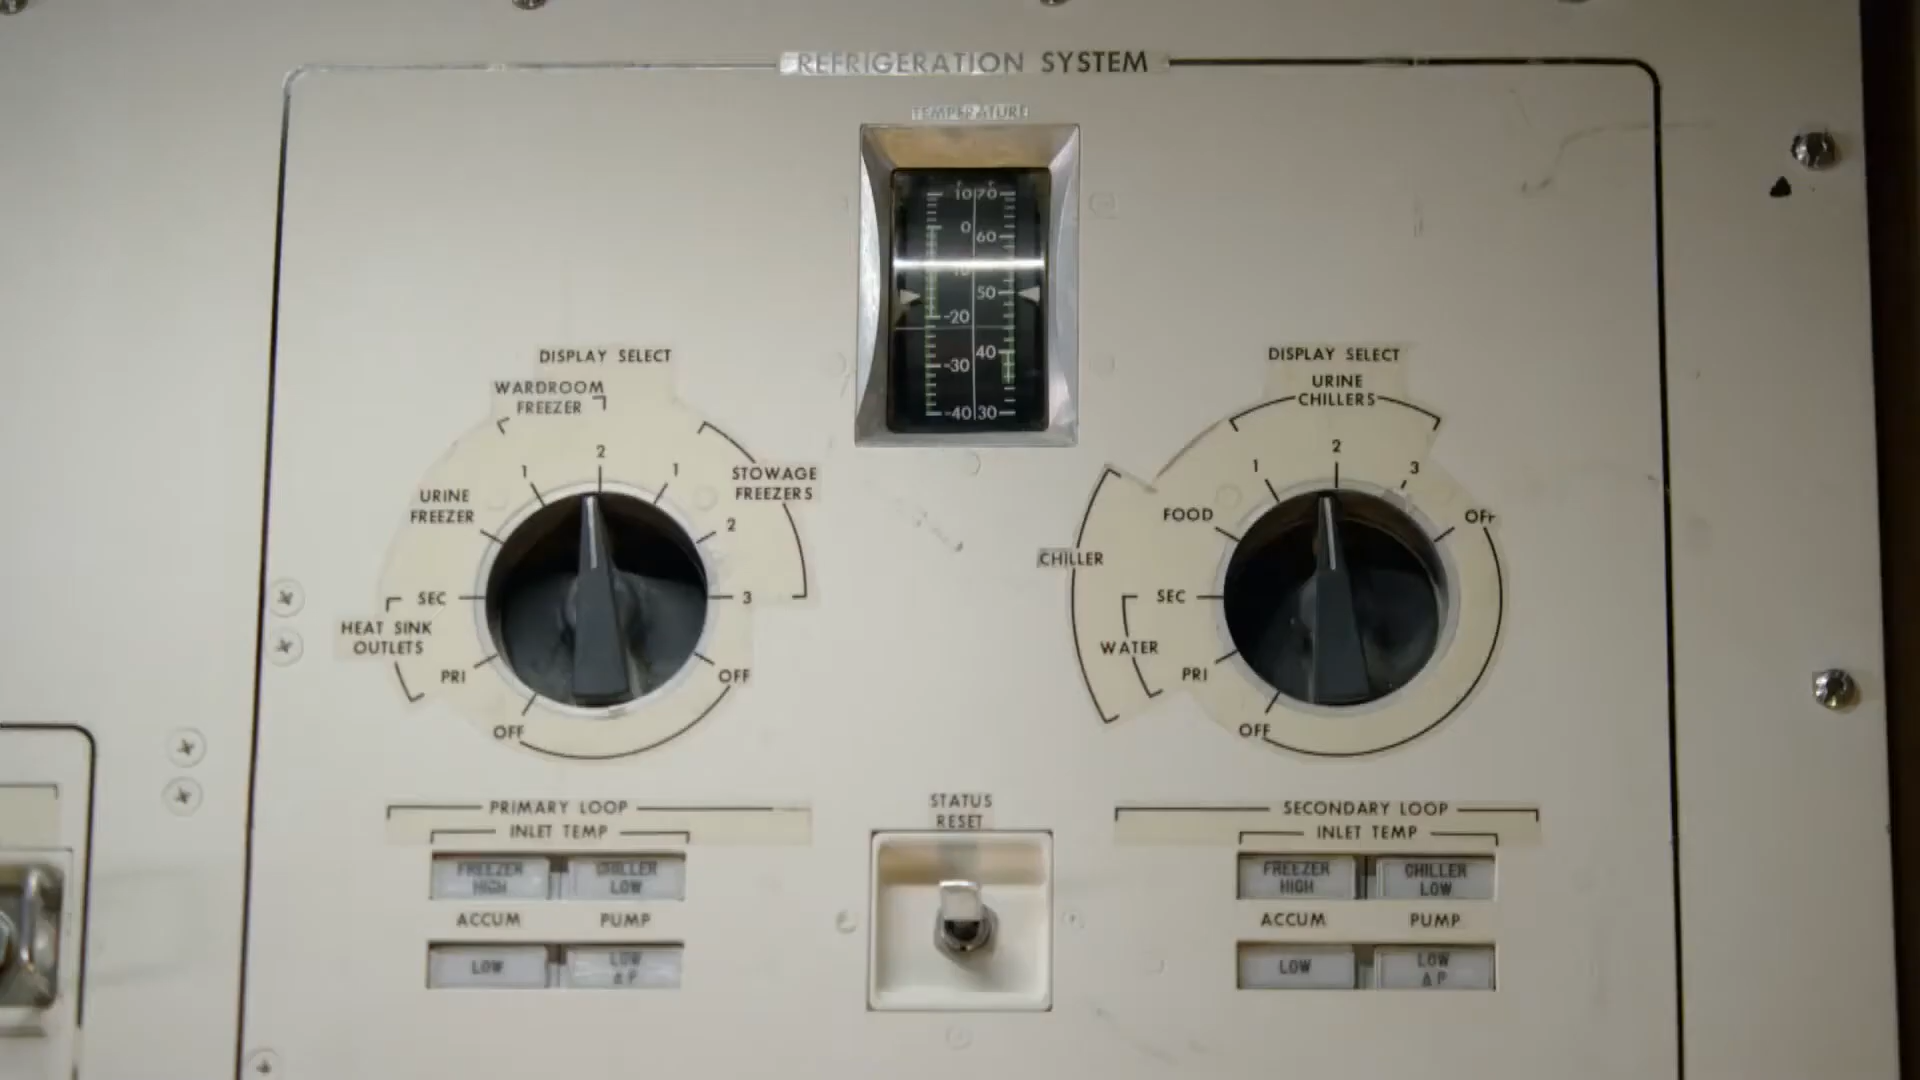 REFRIGERATION SYSTEM
TEMPERATURE
F F
10 70
0
60
-10
50
-20
40
-30
-40 30
DISPLAY SELECT
WARDROOM
FREEZER
1
2
1
STOWAGE
FREEZERS
2
3
URINE
FREEZER
SEC
HEAT SINK
OUTLETS
PRI
OFF
OFF
DISPLAY SELECT
URINE
CHILLERS
1
2
3
FOOD
OFF
CHILLER
SEC
WATER
PRI
OFF
PRIMARY LOOP
INLET TEMP
FREEZER
HIGH
CHILLER
LOW
ACCUM
PUMP
LOW
LOW
Δ P
STATUS
RESET
SECONDARY LOOP
INLET TEMP
FREEZER
HIGH
CHILLER
LOW
ACCUM
PUMP
LOW
LOW
Δ P